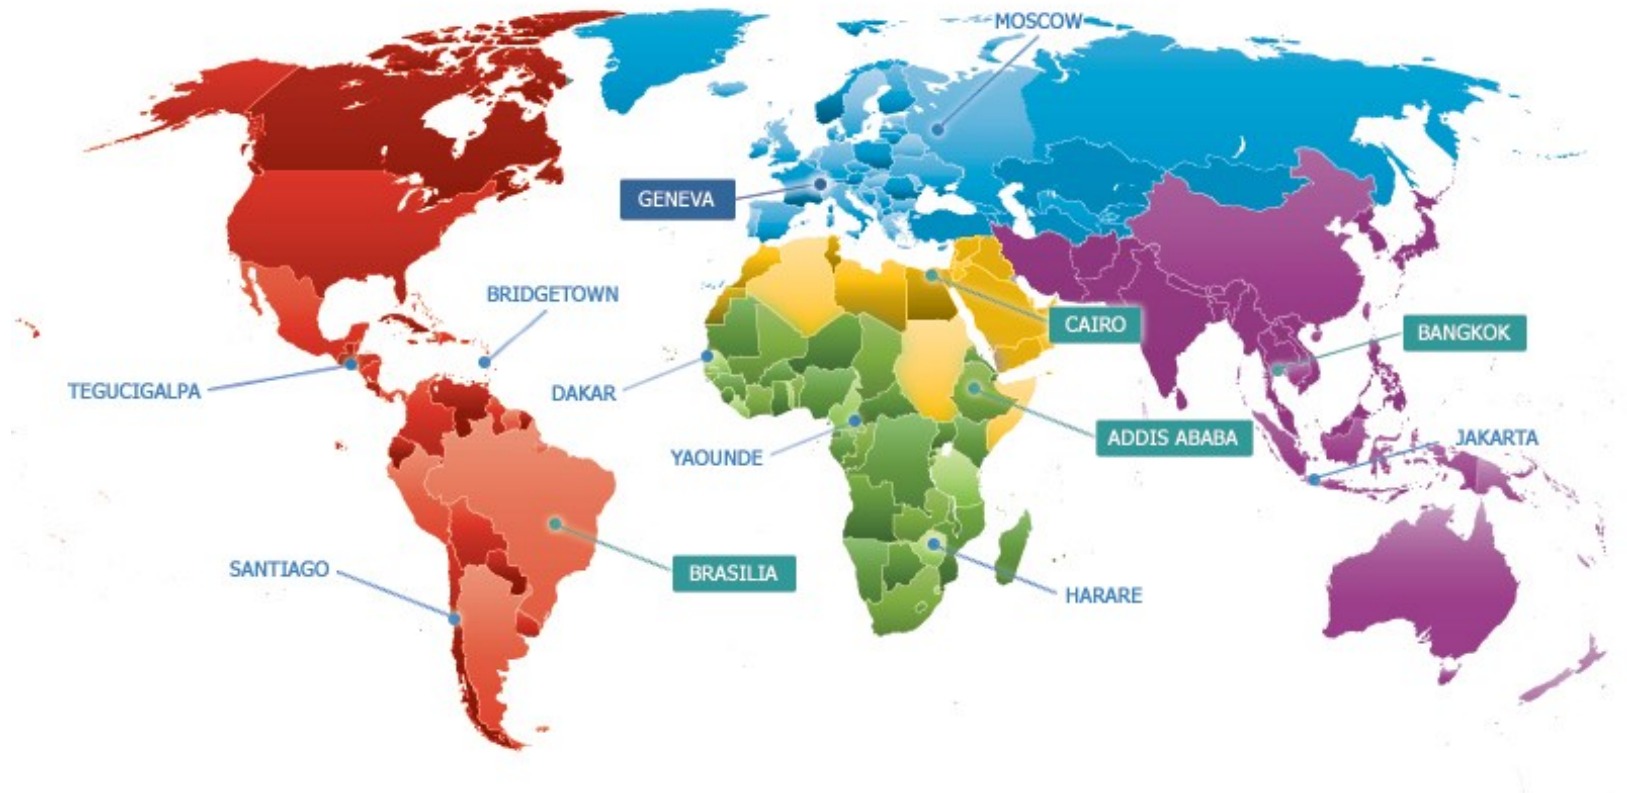 MOSCOW
GENEVA
BRIDGETOWN
CAIRO
BANGKOK
TEGUCIGALPA
DAKAR
YAOUNDE
ADDIS ABABA
JAKARTA
SANTIAGO
BRASILIA
HARARE